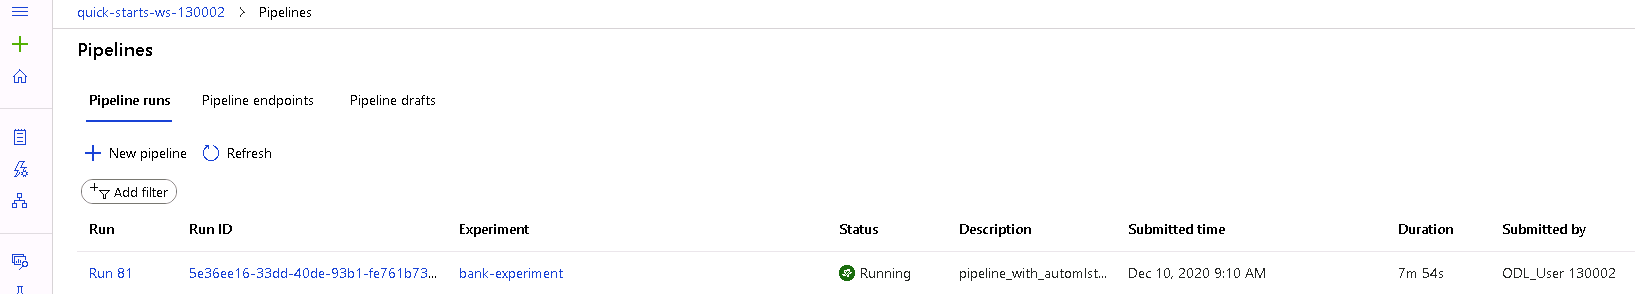 quick-starts-ws-130002 > Pipelines
Pipelines
Pipeline runs Pipeline endpoints Pipeline drafts
New pipeline Refresh
Add filter
Run Run ID Experiment Status Description Submitted time Duration Submitted by
Run 81 5e36ee16-33dd-40de-93b1-fe761b73... bank-experiment Running pipeline_with_automlst... Dec 10, 2020 9:10 AM 7m 54s ODL_User 130002